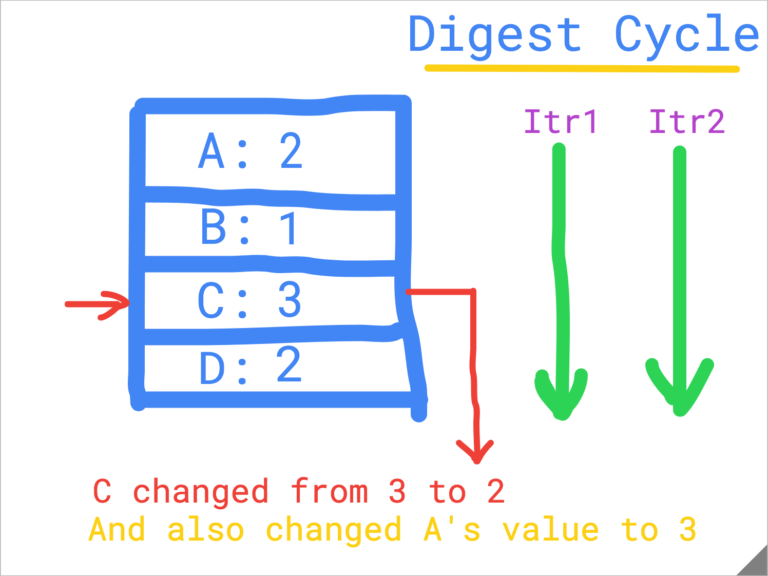 Digest Cycle
Itr1 Itr2
A: 2
B: 1
C: 3
D: 2
C changed from 3 to 2
And also changed A's value to 3